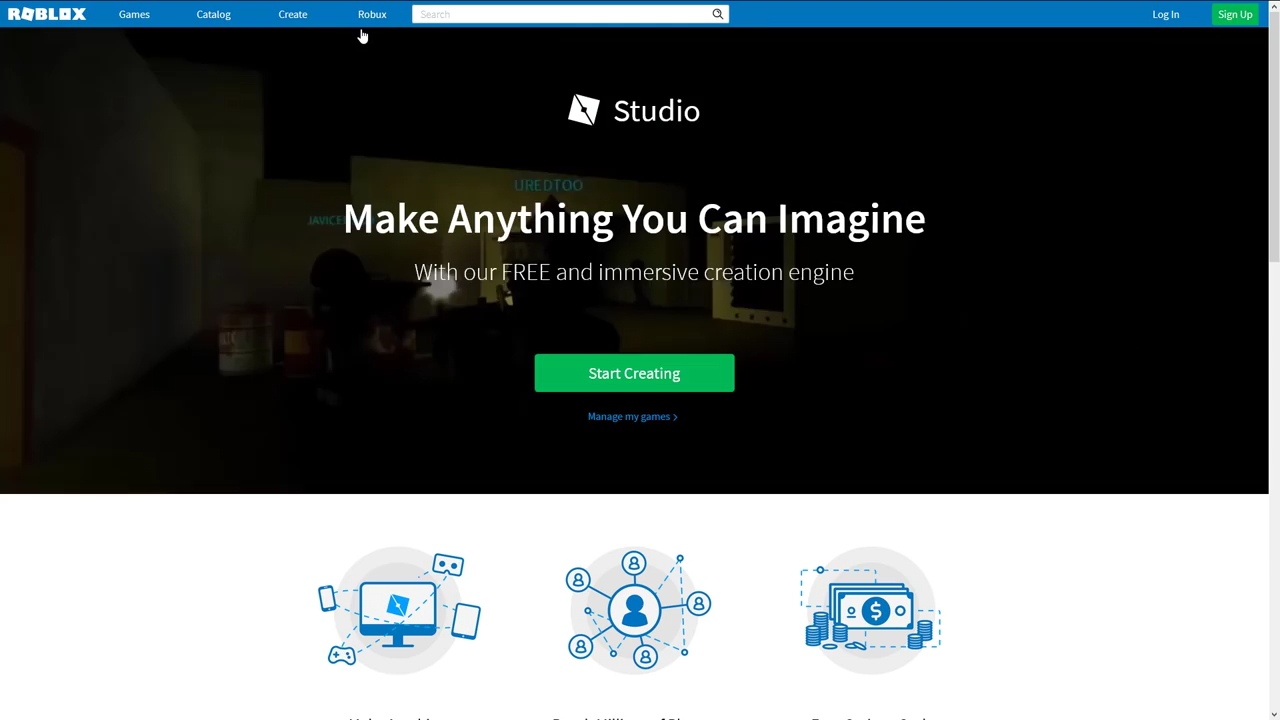 ROBLOX Games Catalog Create Robux Search Log In Sign Up
Studio
UREDTOO
Make Anything You Can Imagine
With our FREE and immersive creation engine
Start Creating
Manage my games >